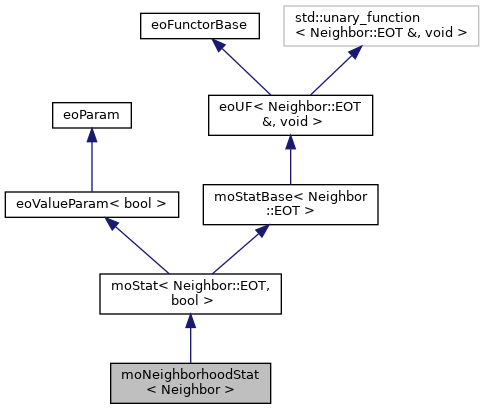 eoFunctorBase
std::unary_function
< Neighbor::EOT &, void >
eoParam
eoUF< Neighbor::EOT
&, void >
eoValueParam< bool >
moStatBase< Neighbor
::EOT >
moStat< Neighbor::EOT,
bool >
moNeighborhoodStat
< Neighbor >